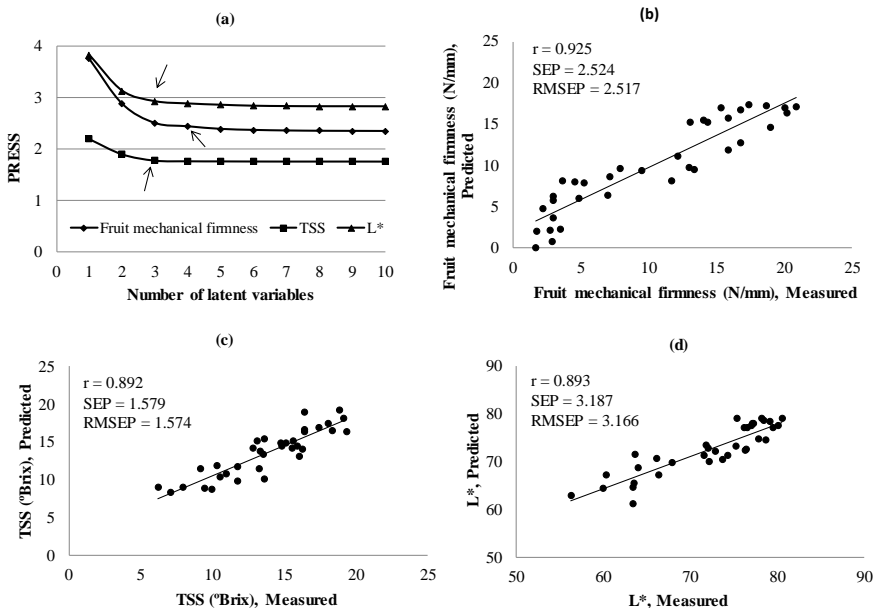 (a)
4
3
2
1
0
PRESS
Fruit mechanical firmness TSS L*
0 1 2 3 4 5 6 7 8 9 10
Number of latent variables
(b)
r = 0.925
SEP = 2.524
RMSEP = 2.517
25
20
15
10
5
0
Fruit mechanical firmness (N/mm),
Predicted
0 5 10 15 20 25
Fruit mechanical firmness (N/mm), Measured
(c)
r = 0.892
SEP = 1.579
RMSEP = 1.574
25
20
15
10
5
0
TSS (ºBrix), Predicted
0 5 10 15 20 25
TSS (ºBrix), Measured
(d)
r = 0.893
SEP = 3.187
RMSEP = 3.166
90
80
70
60
50
L*, Predicted
50 60 70 80 90
L*, Measured